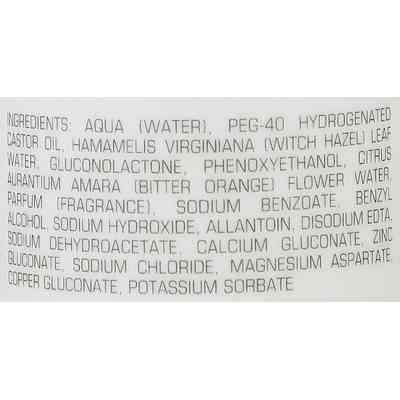 INGREDIENTS: AQUA (WATER), PEG-40 HYDROGENATED
CASTOR OIL, HAMAMELIS VIRGINIANA (WITCH HAZEL) LEAF
WATER, GLUCONOLACTONE, PHENOXYETHANOL, CITRUS
AURANTIUM AMARA (BITTER ORANGE) FLOWER WATER,
PARFUM (FRAGRANCE), SODIUM BENZOATE, BENZYL
ALCOHOL, SODIUM HYDROXIDE, ALLANTOIN, DISODIUM EDTA,
SODIUM DEHYDROACETATE, CALCIUM GLUCONATE, ZINC
GLUCONATE, SODIUM CHLORIDE, MAGNESIUM ASPARTATE,
COPPER GLUCONATE, POTASSIUM SORBATE